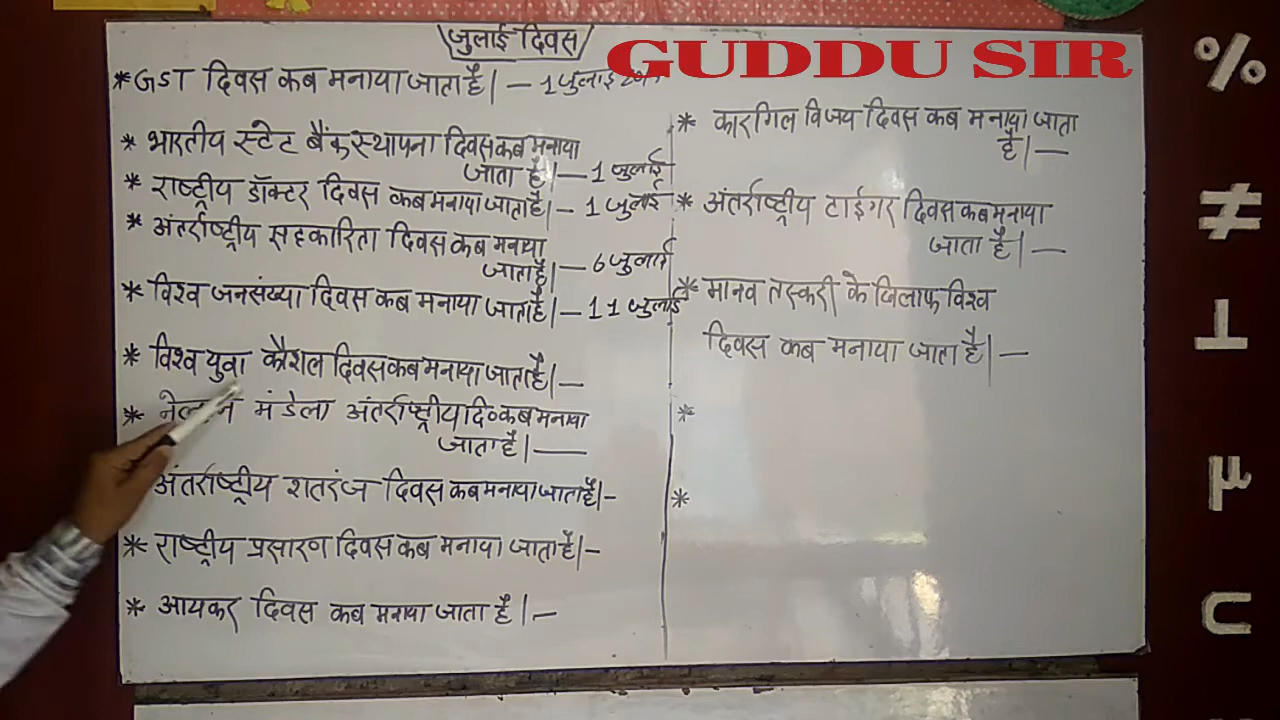 जुलाई दिवस
GUDDU SIR
*GST दिवस कब मनाया जाता है। — 1 जुलाई
* भारतीय स्टेट बैंक स्थापना दिवस कब मनाया
जाता है। — 1 जुलाई
* राष्ट्रीय डॉक्टर दिवस कब मनाया जाता है। — 1 जुलाई
* अंतर्राष्ट्रीय सहकारिता दिवस कब मनाया
जाता है। — 6 जुलाई
* विश्व जनसंख्या दिवस कब मनाया जाता है। — 11 जुलाई
* विश्व युवा कौशल दिवस कब मनाया जाता है। —
* मंडेला अंतर्राष्ट्रीय दि० कब मनाया
जाता है। —
अंतर्राष्ट्रीय शतरंज दिवस कब मनाया जाता है। -
* राष्ट्रीय प्रसारण दिवस कब मनाया जाता है। -
* आयकर दिवस कब मनाया जाता है। -
* कारगिल विजय दिवस कब मनाया जाता
है। —
* अंतर्राष्ट्रीय टाईगर दिवस कब मनाया
जाता है। —
* मानव तस्करी के खिलाफ विश्व
दिवस कब मनाया जाता है। —
*
*
%
≠
⊥
μ
⊂